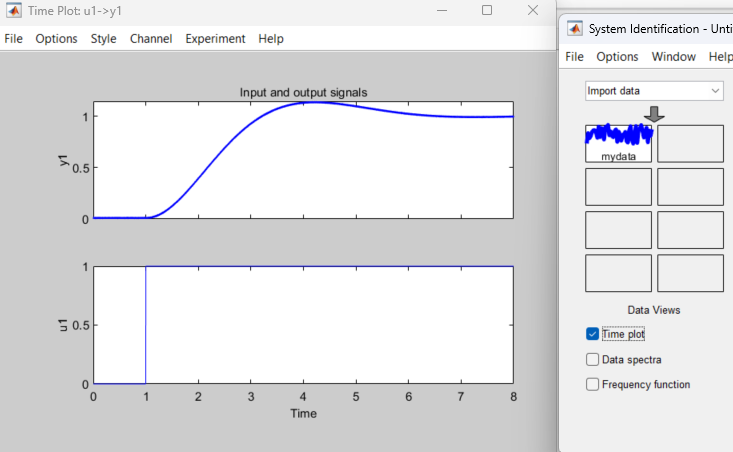 Time Plot: u1->y1
File Options Style Channel Experiment Help
Input and output signals
1
0.5
0
y1
1
0.5
0
u1
0 1 2 3 4 5 6 7 8
Time
System Identification - Unti
File Options Window Help
Import data
mydata
Data Views
Time plot
Data spectra
Frequency function